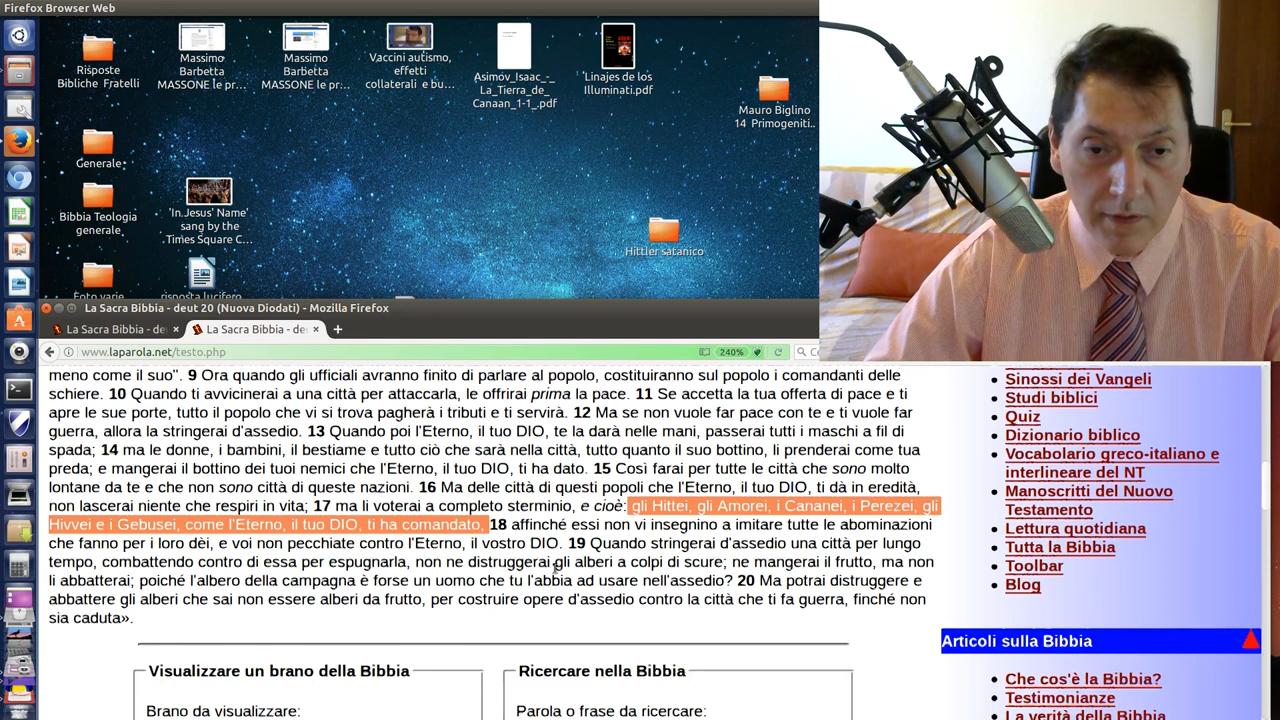 Firefox Browser Web
Risposte
Bibliche Fratelli
Massimo
Barbetta
MASSONE le pr...
Massimo
Barbetta
MASSONE le pr...
Vaccini autismo,
effetti
collaterali e bu...
Asimov_Isaac_-_
La_Tierra_de_
Canaan_1-1_.pdf
Linajes de los
Illuminati.pdf
Mauro Biglino
14 Primogeniti..
Generale
Bibbia Teologia
generale
'In Jesus' Name'
sang by the
Times Square C...
Hittler satánico
Foto varie
risposta lucifero
La Sacra Bibbia - deut 20 (Nuova Diodati) - Mozilla Firefox
La Sacra Bibbia - de
La Sacra Bibbia - de
www.laparola.net/testo.php
240%
meno come il suo". 9 Ora quando gli ufficiali avranno finito di parlare al popolo, costituiranno sul popolo i comandanti delle
schiere. 10 Quando ti avvicinerai a una città per attaccarla, le offrirai prima la pace. 11 Se accetta la tua offerta di pace e ti
apre le sue porte, tutto il popolo che vi si trova pagherà i tributi e ti servirà. 12 Ma se non vuole far pace con te e ti vuole far
guerra, allora la stringerai d'assedio. 13 Quando poi l'Eterno, il tuo DIO, te la darà nelle mani, passerai tutti i maschi a fil di
spada; 14 ma le donne, i bambini, il bestiame e tutto ciò che sarà nella città, tutto quanto il suo bottino, li prenderai come tua
preda; e mangerai il bottino dei tuoi nemici che l'Eterno, il tuo DIO, ti ha dato. 15 Così farai per tutte le città che sono molto
lontane da te e che non sono città di queste nazioni. 16 Ma delle città di questi popoli che l'Eterno, il tuo DIO, ti dà in eredità,
non lascerai niente che respiri in vita; 17 ma li voterai a completo sterminio, e cioè: gli Hittei, gli Amorei, i Cananei, i Perezei, gli
Hivvei e i Gebusei, come l'Eterno, il tuo DIO, ti ha comandato, 18 affinché essi non vi insegnino a imitare tutte le abominazioni
che fanno per i loro dèi, e voi non pecchiate contro l'Eterno, il vostro DIO. 19 Quando stringerai d'assedio una città per lungo
tempo, combattendo contro di essa per espugnarla, non ne distruggerai gli alberi a colpi di scure; ne mangerai il frutto, ma non
li abbatterai; poiché l'albero della campagna è forse un uomo che tu l'abbia ad usare nell'assedio? 20 Ma potrai distruggere e
abbattere gli alberi che sai non essere alberi da frutto, per costruire opere d'assedio contro la città che ti fa guerra, finché non
sia caduta».
Visualizzare un brano della Bibbia
Brano da visualizzare:
Ricercare nella Bibbia
Parola o frase da ricercare:
Sinossi dei Vangeli
Studi biblici
Quiz
Dizionario biblico
Vocabolario greco-italiano e
interlineare del NT
Manoscritti del Nuovo
Testamento
Lettura quotidiana
Tutta la Bibbia
Toolbar
Blog
Articoli sulla Bibbia
Che cos'è la Bibbia?
Testimonianze
La verità della Bibbia